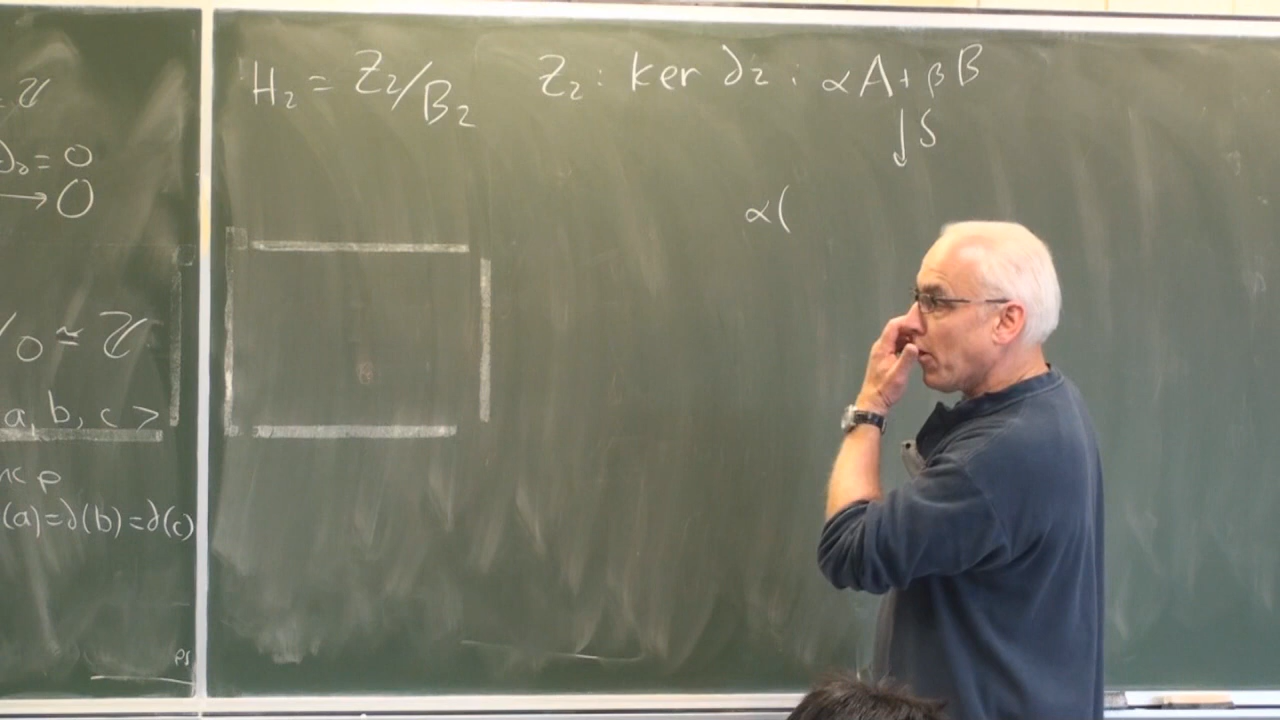 ℤ
∂₀ = 0
→ 0
/0 ≃ ℤ
a, b, c >
p
(a) = ∂(b) = ∂(c)
H₂ = Z₂/B₂ Z₂ : ker ∂₂ : αA + βB
↓ δ
α(